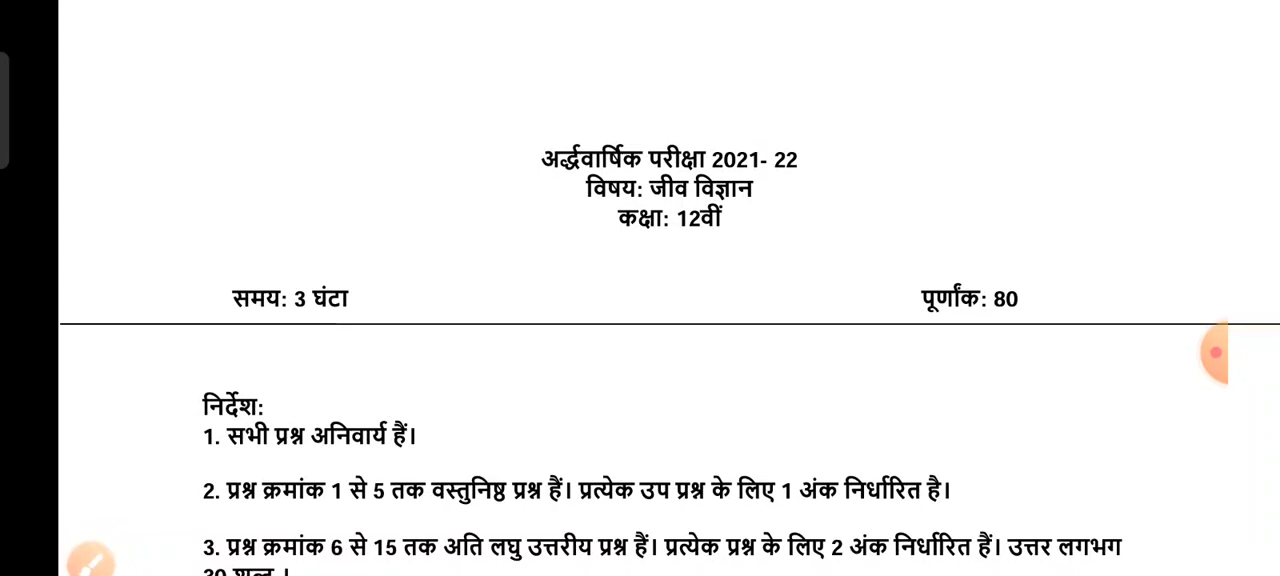 अर्द्धवार्षिक परीक्षा 2021- 22
विषय: जीव विज्ञान
कक्षा: 12वीं
समय: 3 घंटा
पूर्णांक: 80
निर्देश:
1. सभी प्रश्न अनिवार्य हैं।
2. प्रश्न क्रमांक 1 से 5 तक वस्तुनिष्ठ प्रश्न हैं। प्रत्येक उप प्रश्न के लिए 1 अंक निर्धारित है।
3. प्रश्न क्रमांक 6 से 15 तक अति लघु उत्तरीय प्रश्न हैं। प्रत्येक प्रश्न के लिए 2 अंक निर्धारित हैं। उत्तर लगभग